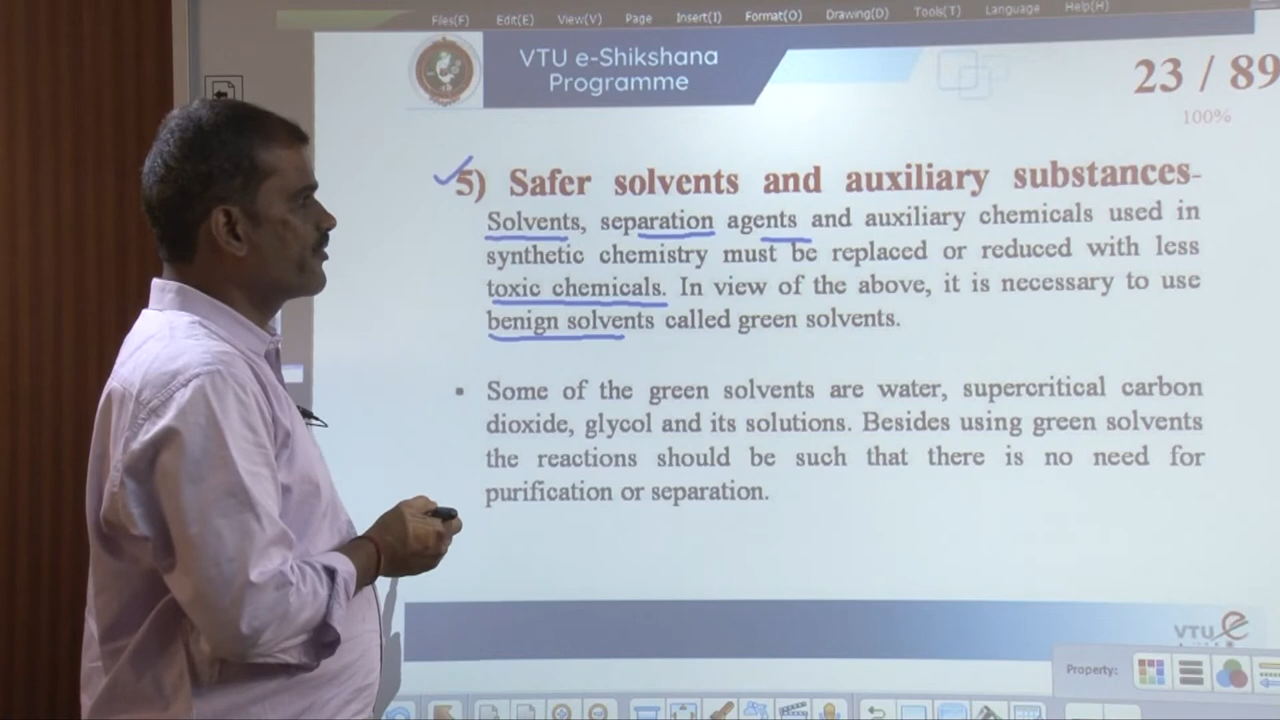 Files(F) Edit(E) View(V) Page Insert(I) Format(O) Drawing(D) Tools(T) Language Help(H)
VTU e-Shikshana
Programme
23 / 89
100%
5) Safer solvents and auxiliary substances-
Solvents, separation agents and auxiliary chemicals used in
synthetic chemistry must be replaced or reduced with less
toxic chemicals. In view of the above, it is necessary to use
benign solvents called green solvents.
▪ Some of the green solvents are water, supercritical carbon
dioxide, glycol and its solutions. Besides using green solvents
the reactions should be such that there is no need for
purification or separation.
VTU e
Property: